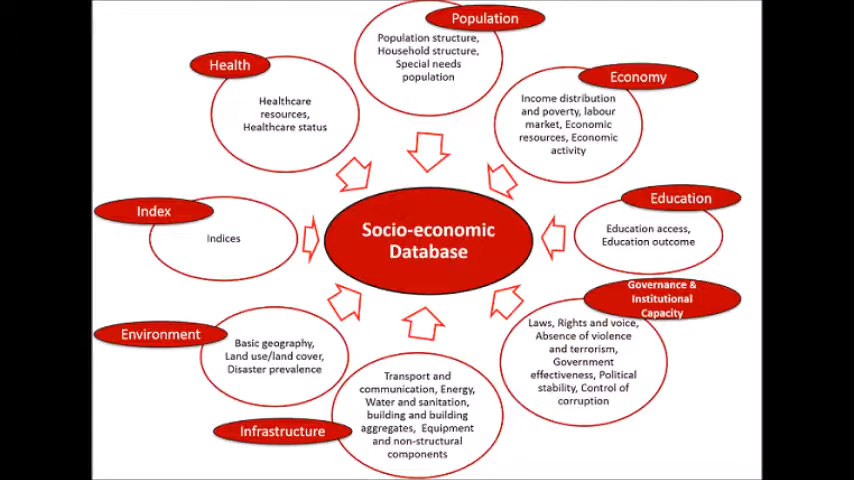 Population
Population structure,
Household structure,
Special needs
population
Health
Healthcare
resources,
Healthcare status
Economy
Income distribution
and poverty, labour
market, Economic
resources, Economic
activity
Index
Indices
Socio-economic
Database
Education
Education access,
Education outcome
Governance &
Institutional
Capacity
Laws, Rights and voice,
Absence of violence
and terrorism,
Government
effectiveness, Political
stability, Control of
corruption
Environment
Basic geography,
Land use/land cover,
Disaster prevalence
Infrastructure
Transport and
communication, Energy,
Water and sanitation,
building and building
aggregates, Equipment
and non-structural
components